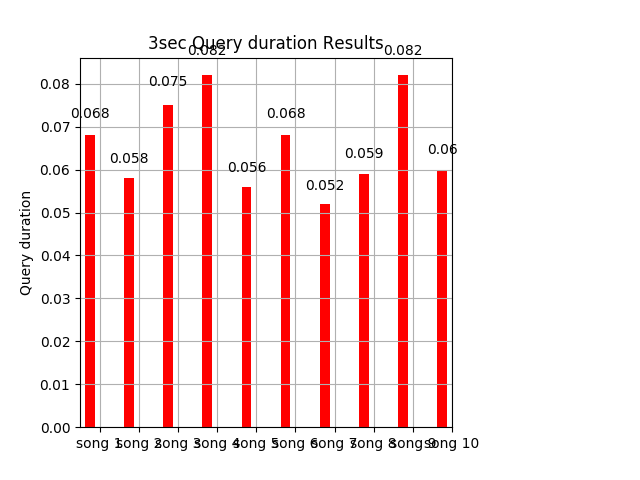 3sec Query duration Results
Query duration
0.08
0.07
0.06
0.05
0.04
0.03
0.02
0.01
0.00
0.068
0.058
0.075
0.082
0.056
0.068
0.052
0.059
0.082
0.06
song 1
song 2
song 3
song 4
song 5
song 6
song 7
song 8
song 9
song 10